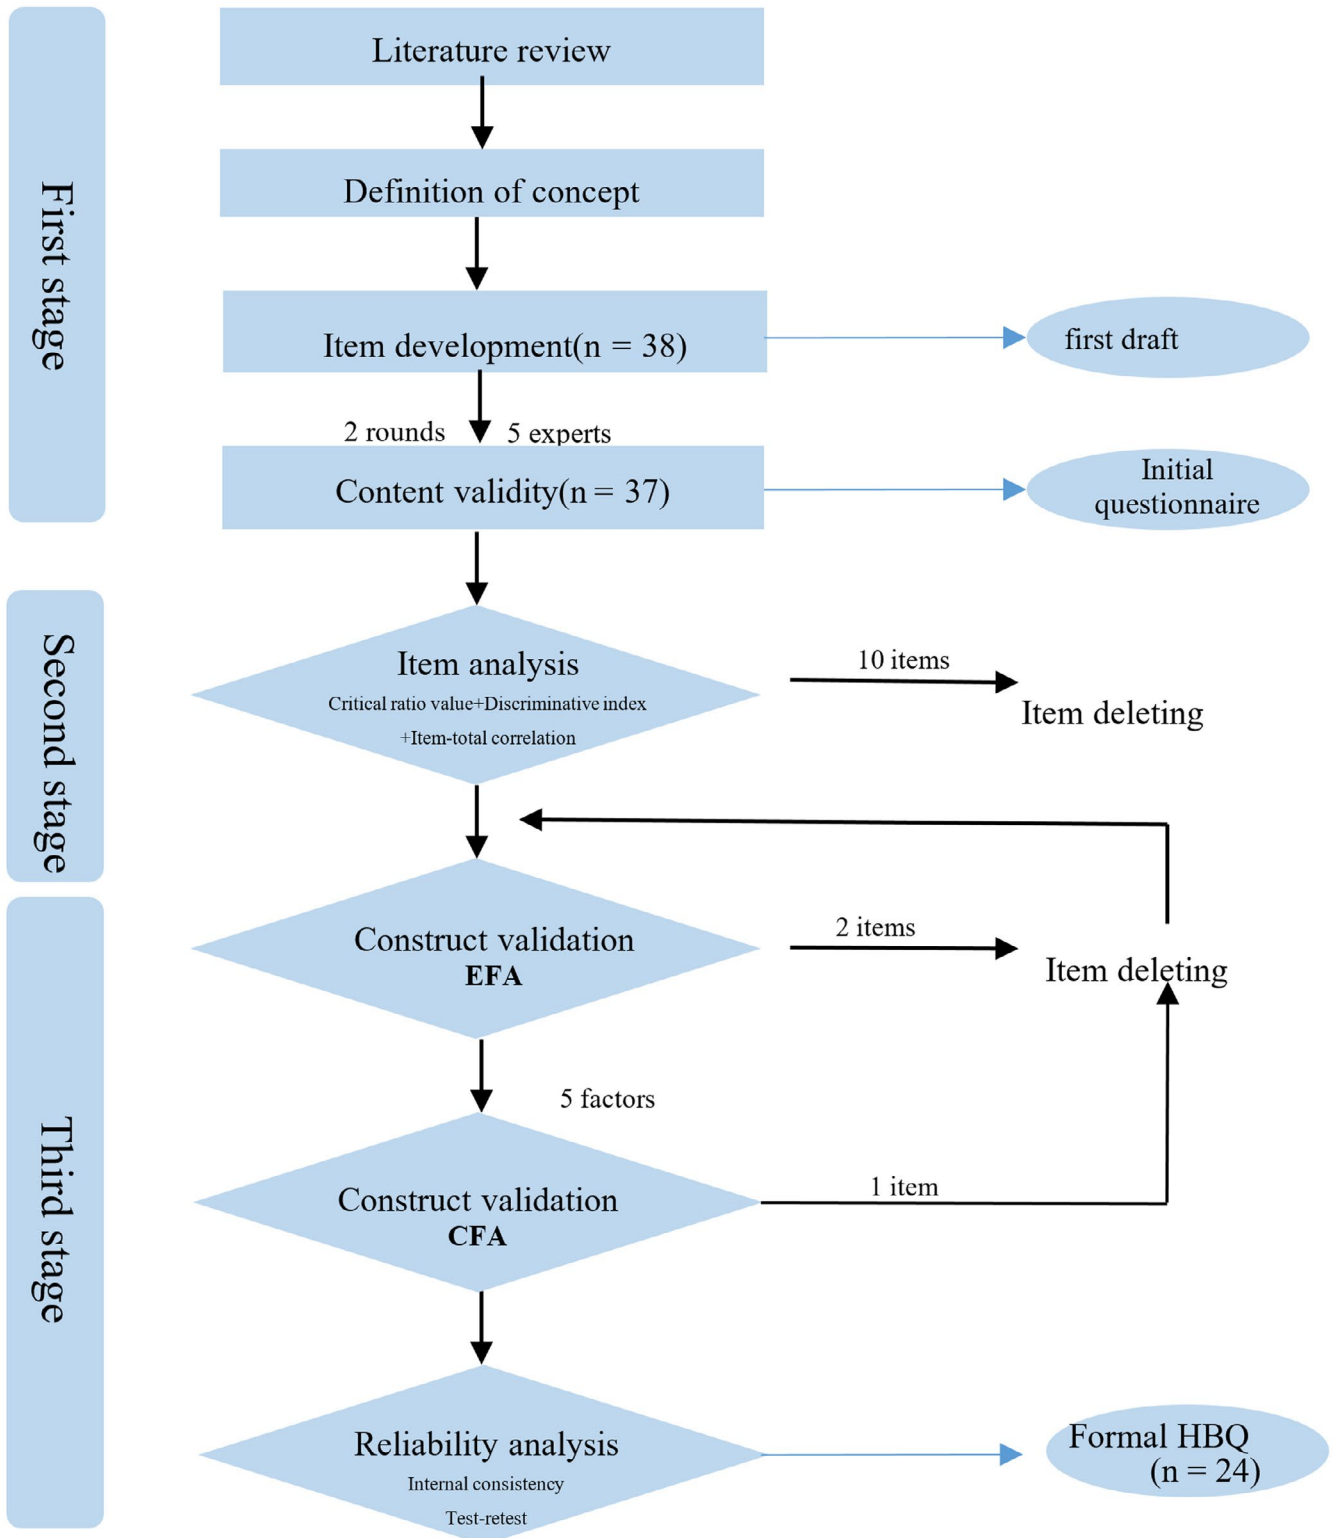 First stage
Literature review
Definition of concept
Item development(n = 38)
first draft
2 rounds
5 experts
Content validity(n = 37)
Initial
questionnaire
Second stage
Item analysis
Critical ratio value+Discriminative index
+Item-total correlation
10 items
Item deleting
Third stage
Construct validation
EFA
2 items
Item deleting
5 factors
Construct validation
CFA
1 item
Reliability analysis
Internal consistency
Test-retest
Formal HBQ
(n = 24)